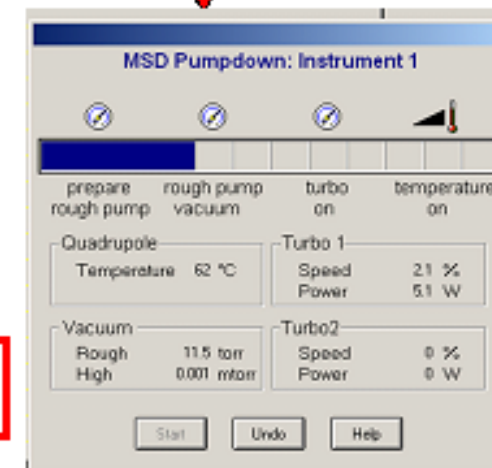 MSD Pumpdown: Instrument 1
prepare rough pump turbo temperature
rough pump vacuum on on
Quadrupole Turbo 1
Temperature 62 °C Speed 2.1 %
Power 5.1 W
Vacuum Turbo2
Rough 11.5 torr Speed 0 %
High 0.001 mtorr Power 0 W
Start Undo Help